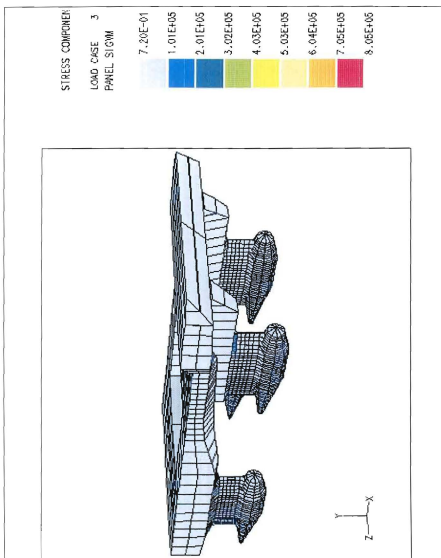 STRESS COMPONEN
LOAD CASE 3
PANEL SIGVM
7.20E-01
1.01E+05
2.01E+05
3.02E+05
4.03E+05
5.03E+05
6.04E+05
7.05E+05
8.05E+05
Y
Z
X